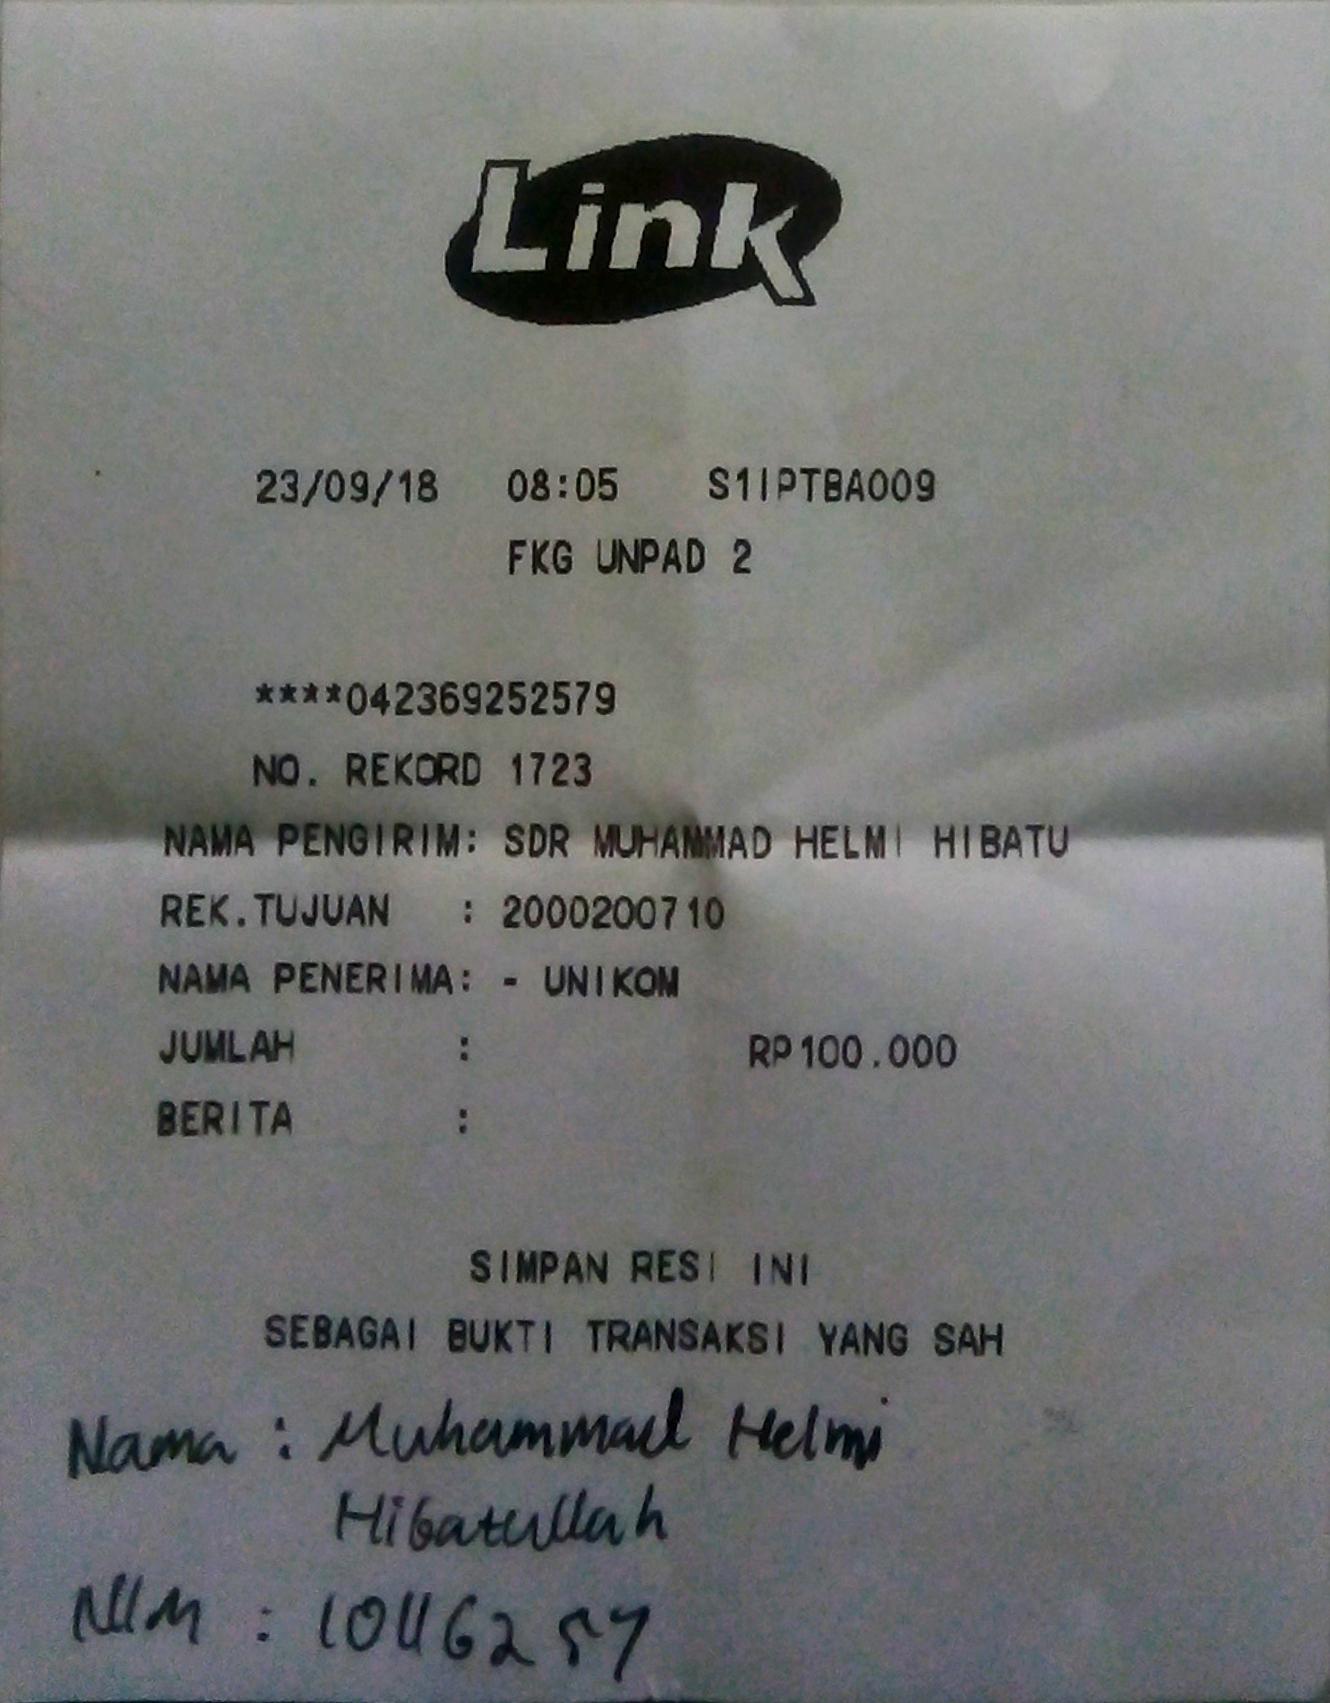 Link
23/09/18 08:05 S1IPTBA009
FKG UNPAD 2
****042369252579
NO. REKORD 1723
NAMA PENGIRIM: SDR MUHAMMAD HELMI HIBATU
REK.TUJUAN : 2000200710
NAMA PENERIMA: - UNIKOM
JUMLAH : RP100.000
BERITA :
SIMPAN RESI INI
SEBAGAI BUKTI TRANSAKSI YANG SAH
Nama : Muhammad Helmi
Hibatullah
NIM : 10116257